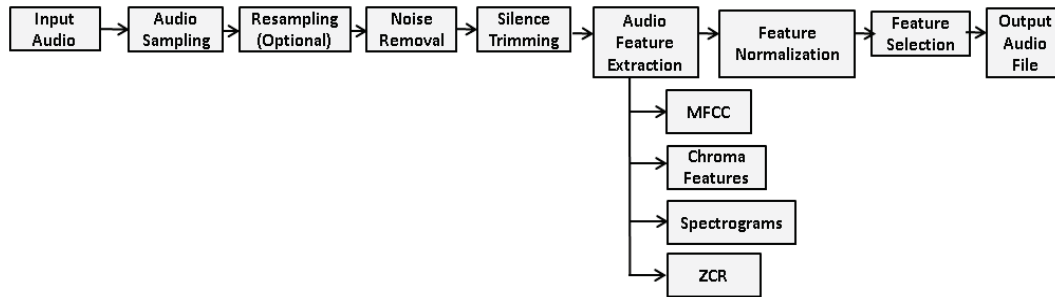 Input
Audio
Audio
Sampling
Resampling
(Optional)
Noise
Removal
Silence
Trimming
Audio
Feature
Extraction
Feature
Normalization
Feature
Selection
Output
Audio
File
MFCC
Chroma
Features
Spectrograms
ZCR